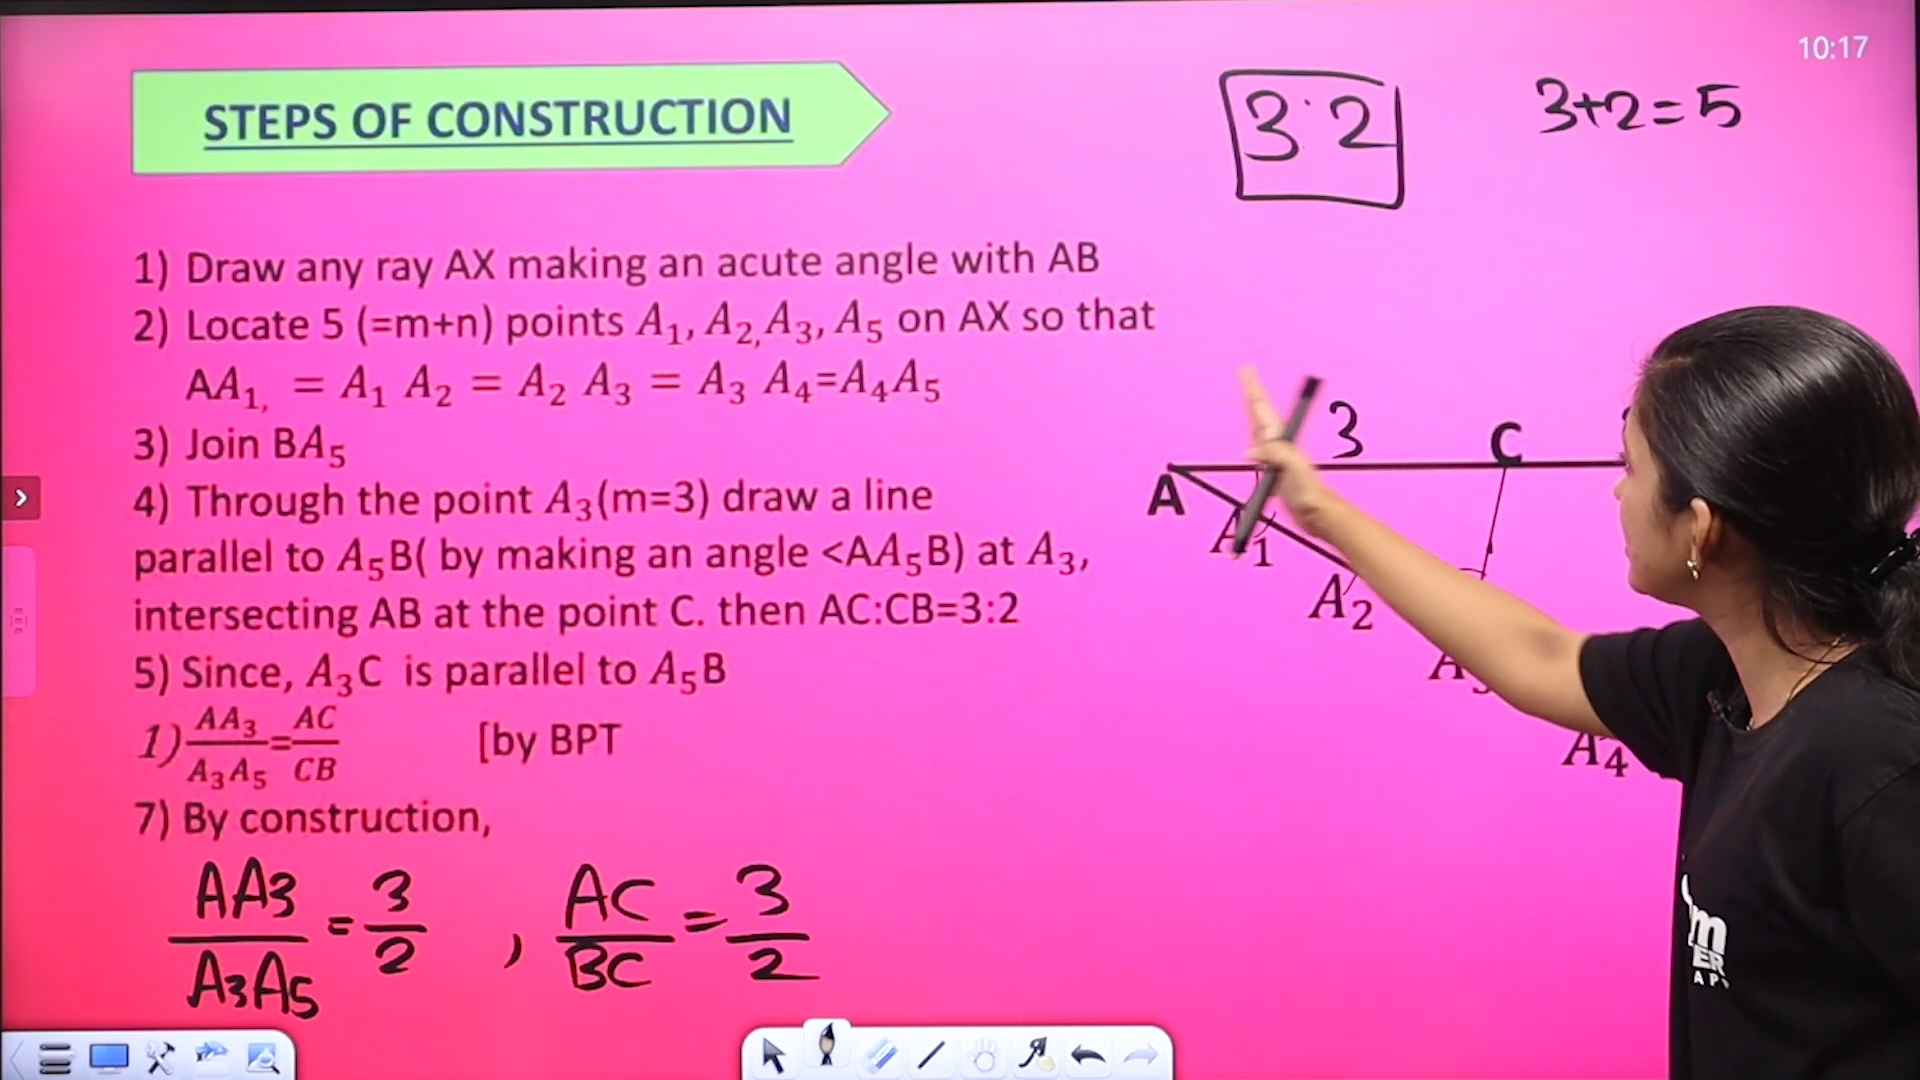 10:17
STEPS OF CONSTRUCTION
3:2
3+2=5
1) Draw any ray AX making an acute angle with AB
2) Locate 5 (=m+n) points A₁, A₂, A₃, A₅ on AX so that
AA₁, = A₁ A₂ = A₂ A₃ = A₃ A₄=A₄A₅
3) Join BA₅
4) Through the point A₃(m=3) draw a line
parallel to A₅B( by making an angle <AA₅B) at A₃,
intersecting AB at the point C. then AC:CB=3:2
5) Since, A₃C is parallel to A₅B
1) AA₃/A₃A₅ = AC/CB [by BPT
7) By construction,
AA3/A3A5 = 3/2 , AC/BC = 3/2
3
C
A
A₁
A₂
A₄